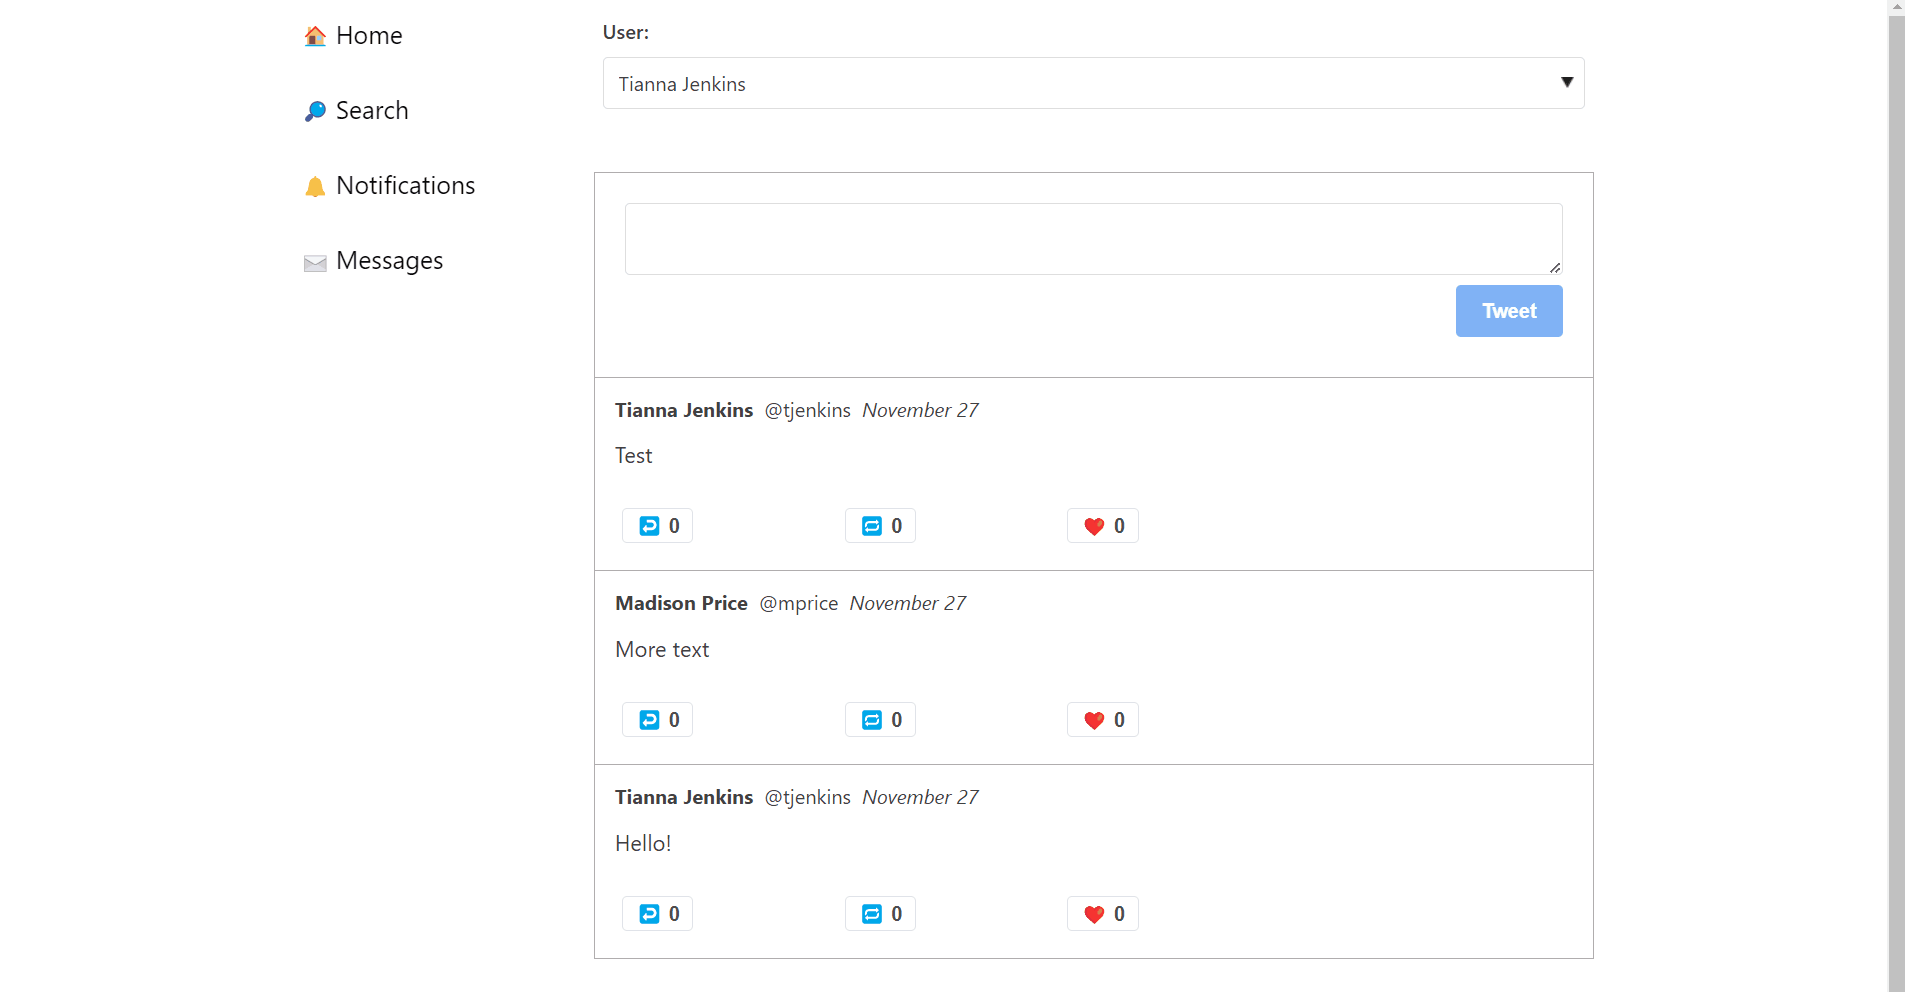 Home
Search
Notifications
Messages
User:
Tianna Jenkins
Tweet
Tianna Jenkins @tjenkins November 27
Test
0 0 0
Madison Price @mprice November 27
More text
0 0 0
Tianna Jenkins @tjenkins November 27
Hello!
0 0 0